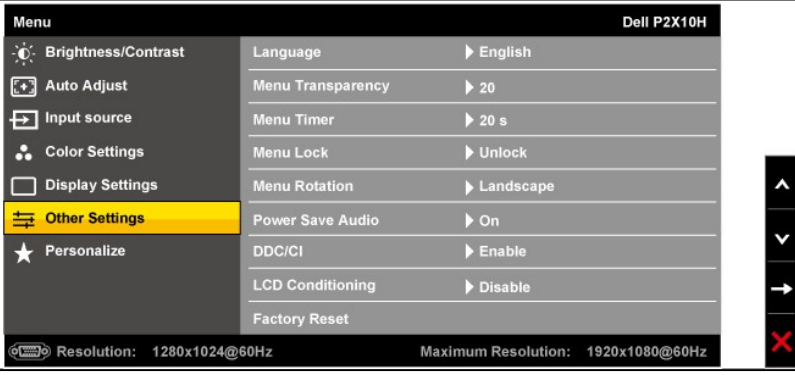 Menu Dell P2X10H
Brightness/Contrast Language English
Auto Adjust Menu Transparency 20
Input source Menu Timer 20 s
Color Settings Menu Lock Unlock
Display Settings Menu Rotation Landscape
Other Settings Power Save Audio On
Personalize DDC/CI Enable
LCD Conditioning Disable
Factory Reset
Resolution: 1280x1024@60Hz Maximum Resolution: 1920x1080@60Hz